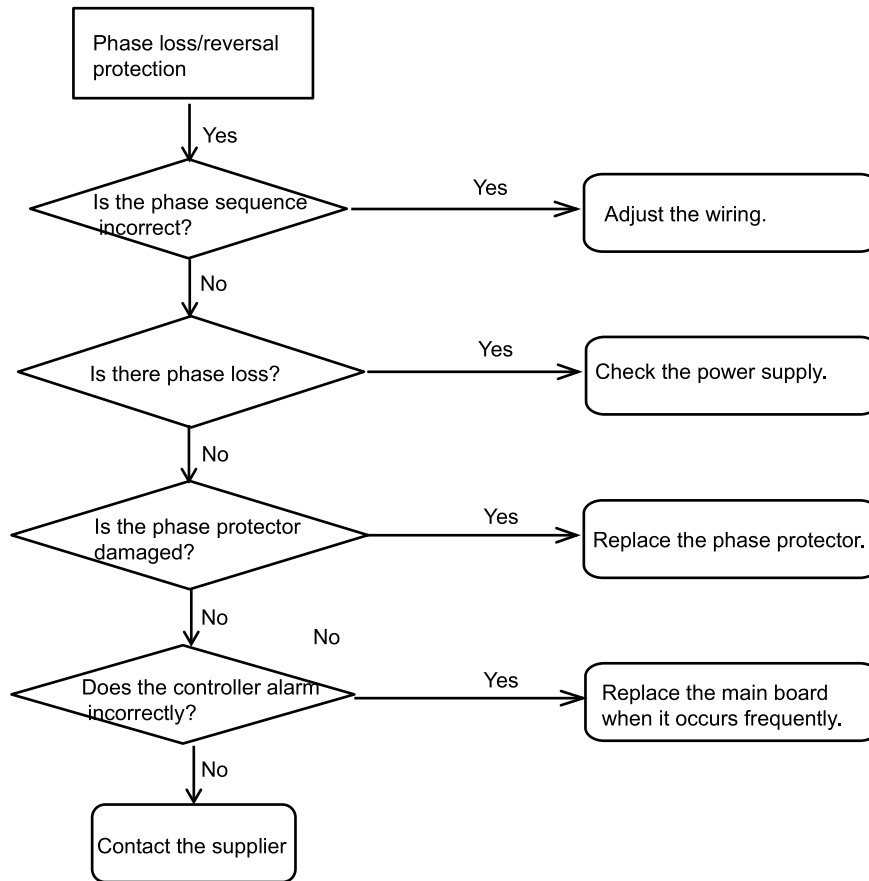 Phase loss/reversal
protection
Yes
Is the phase sequence
incorrect?
Yes
Adjust the wiring.
No
Is there phase loss?
Yes
Check the power supply.
No
Is the phase protector
damaged?
Yes
Replace the phase protector.
No
No
Does the controller alarm
incorrectly?
Yes
Replace the main board
when it occurs frequently.
No
Contact the supplier